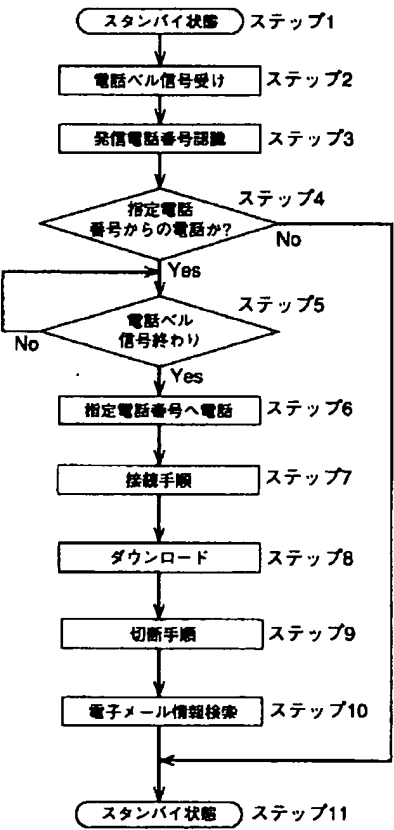 スタンバイ状態 ステップ1
電話ベル信号受け ステップ2
発信電話番号認識 ステップ3
ステップ4
指定電話
番号からの電話か?
No
Yes
ステップ5
電話ベル
信号終わり
No
Yes
指定電話番号へ電話 ステップ6
接続手順 ステップ7
ダウンロード ステップ8
切断手順 ステップ9
電子メール情報検索 ステップ10
スタンバイ状態 ステップ11